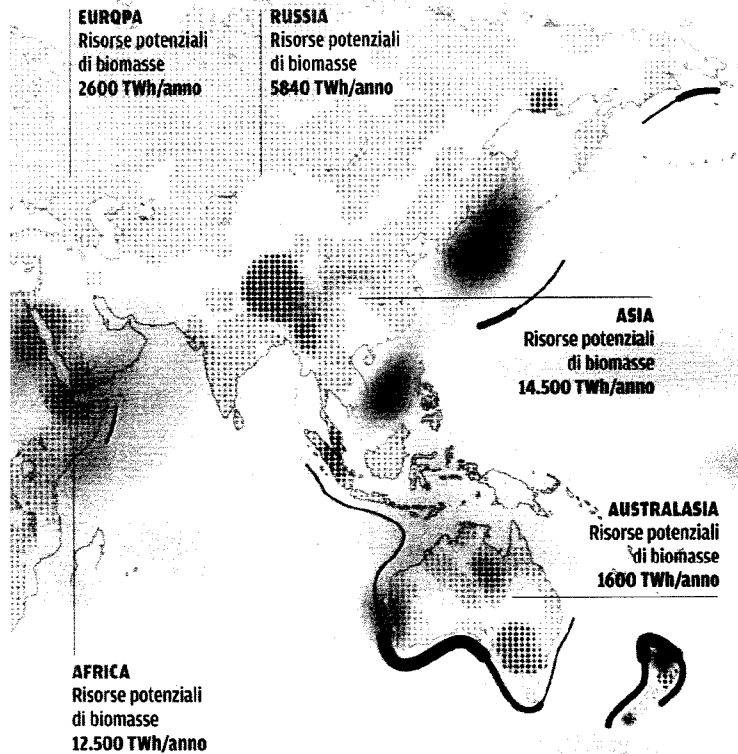 EUROPA
Risorse potenziali
di biomasse
2600 TWh/anno
RUSSIA
Risorse potenziali
di biomasse
5840 TWh/anno
ASIA
Risorse potenziali
di biomasse
14.500 TWh/anno
AUSTRALASIA
Risorse potenziali
di biomasse
1600 TWh/anno
AFRICA
Risorse potenziali
di biomasse
12.500 TWh/anno